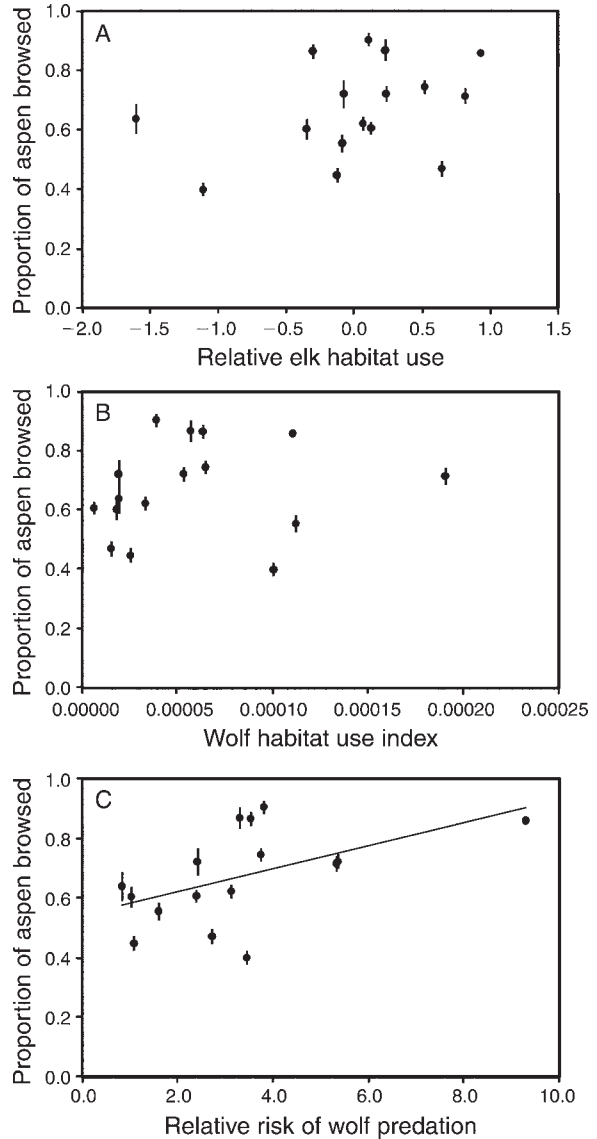 A
Proportion of aspen browsed
1.0
0.8
0.6
0.4
0.2
0.0
−2.0 −1.5 −1.0 −0.5 0.0 0.5 1.0 1.5
Relative elk habitat use
B
Proportion of aspen browsed
1.0
0.8
0.6
0.4
0.2
0.0
0.00000 0.00005 0.00010 0.00015 0.00020 0.00025
Wolf habitat use index
C
Proportion of aspen browsed
1.0
0.8
0.6
0.4
0.2
0.0
0.0 2.0 4.0 6.0 8.0 10.0
Relative risk of wolf predation